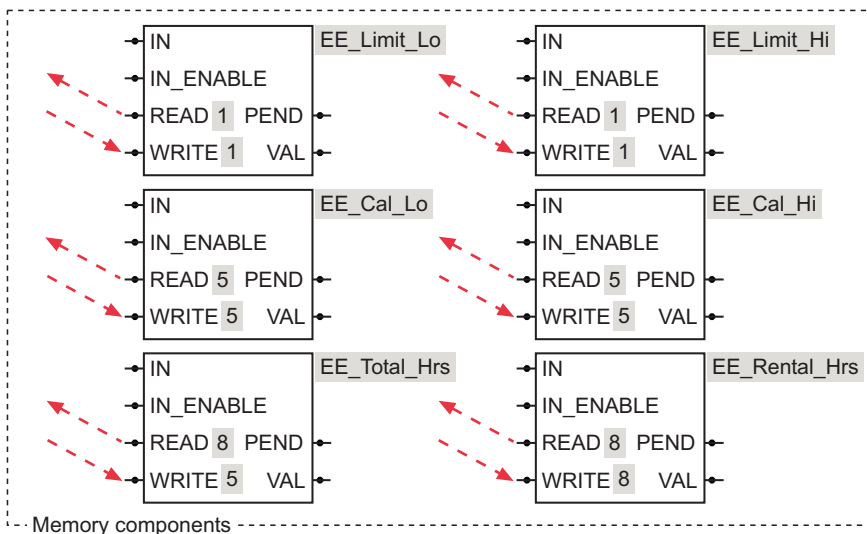 IN EE_Limit_Lo
IN_ENABLE
READ 1 PEND
WRITE 1 VAL
IN EE_Limit_Hi
IN_ENABLE
READ 1 PEND
WRITE 1 VAL
IN EE_Cal_Lo
IN_ENABLE
READ 5 PEND
WRITE 5 VAL
IN EE_Cal_Hi
IN_ENABLE
READ 5 PEND
WRITE 5 VAL
IN EE_Total_Hrs
IN_ENABLE
READ 8 PEND
WRITE 5 VAL
IN EE_Rental_Hrs
IN_ENABLE
READ 8 PEND
WRITE 8 VAL
Memory components